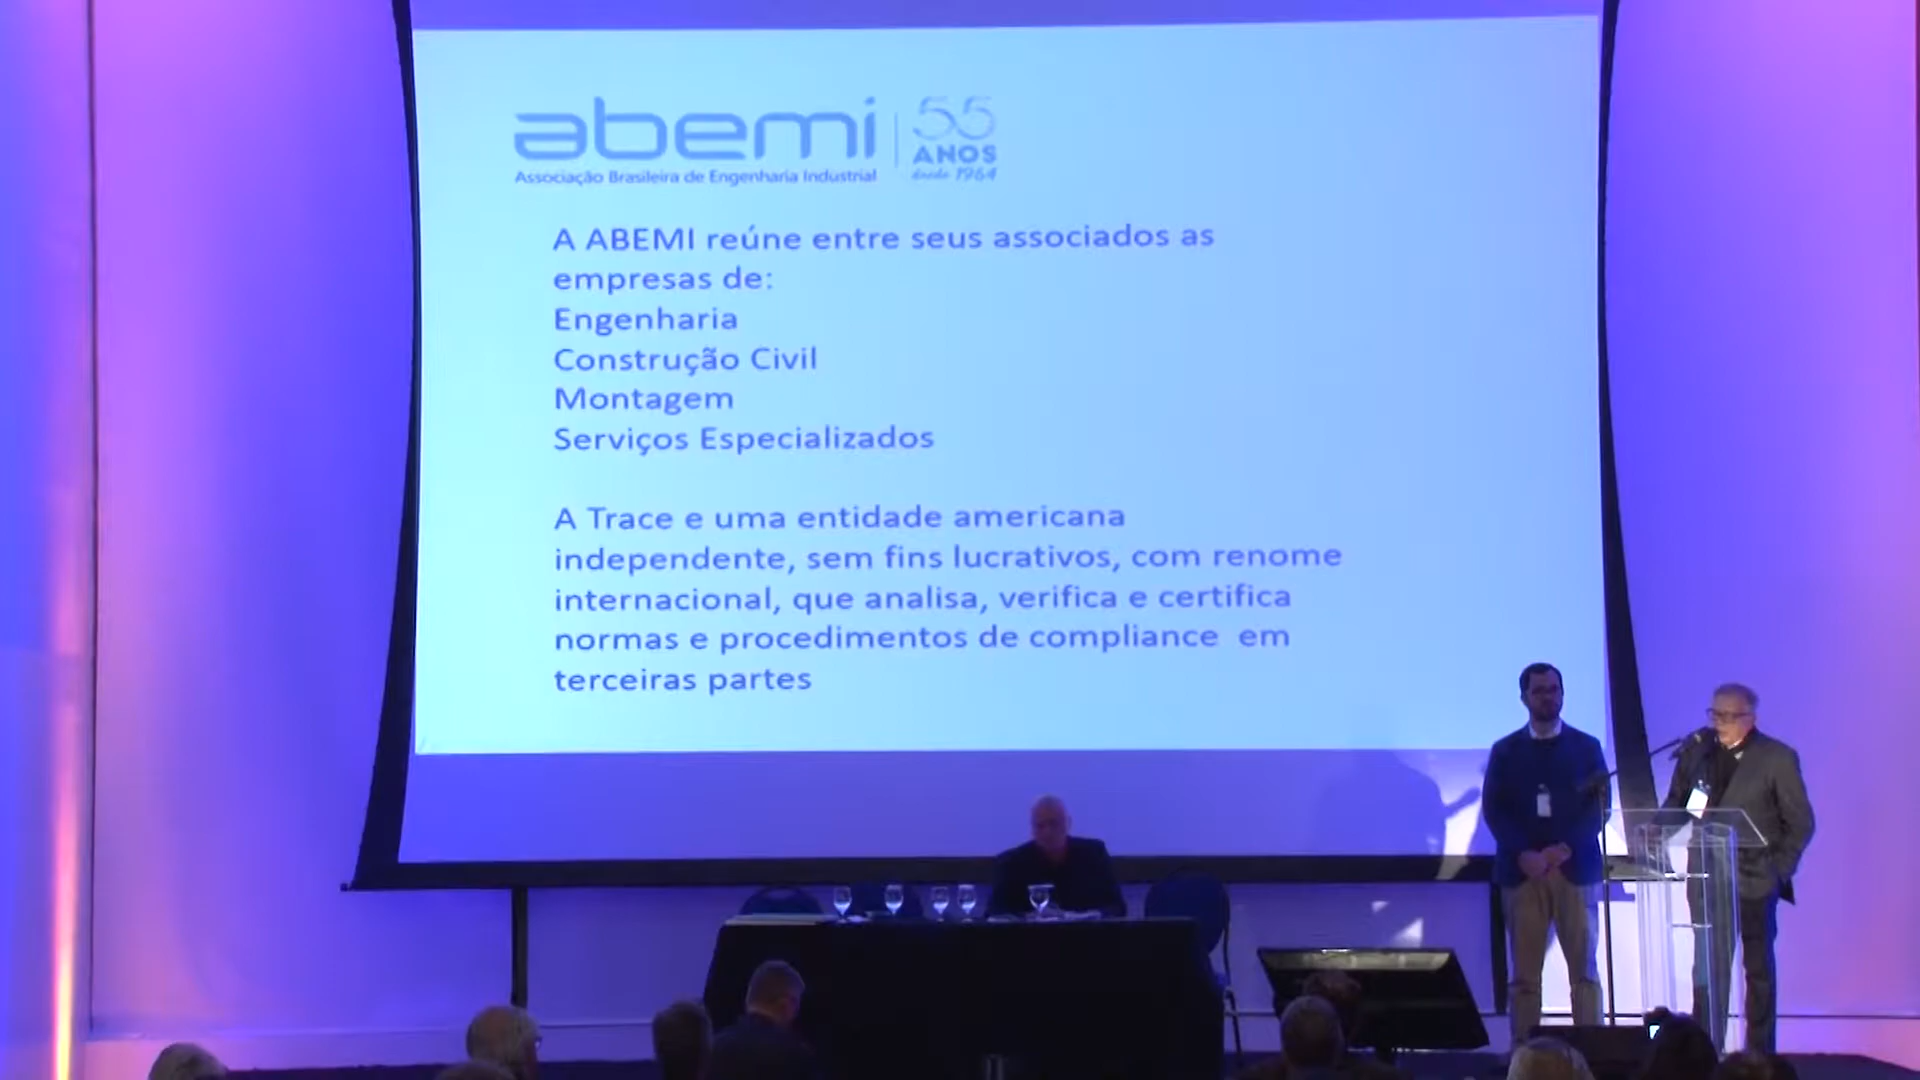 abemi
55
ANOS
desde 1964
Associação Brasileira de Engenharia Industrial
A ABEMI reúne entre seus associados as
empresas de:
Engenharia
Construção Civil
Montagem
Serviços Especializados
A Trace e uma entidade americana
independente, sem fins lucrativos, com renome
internacional, que analisa, verifica e certifica
normas e procedimentos de compliance em
terceiras partes